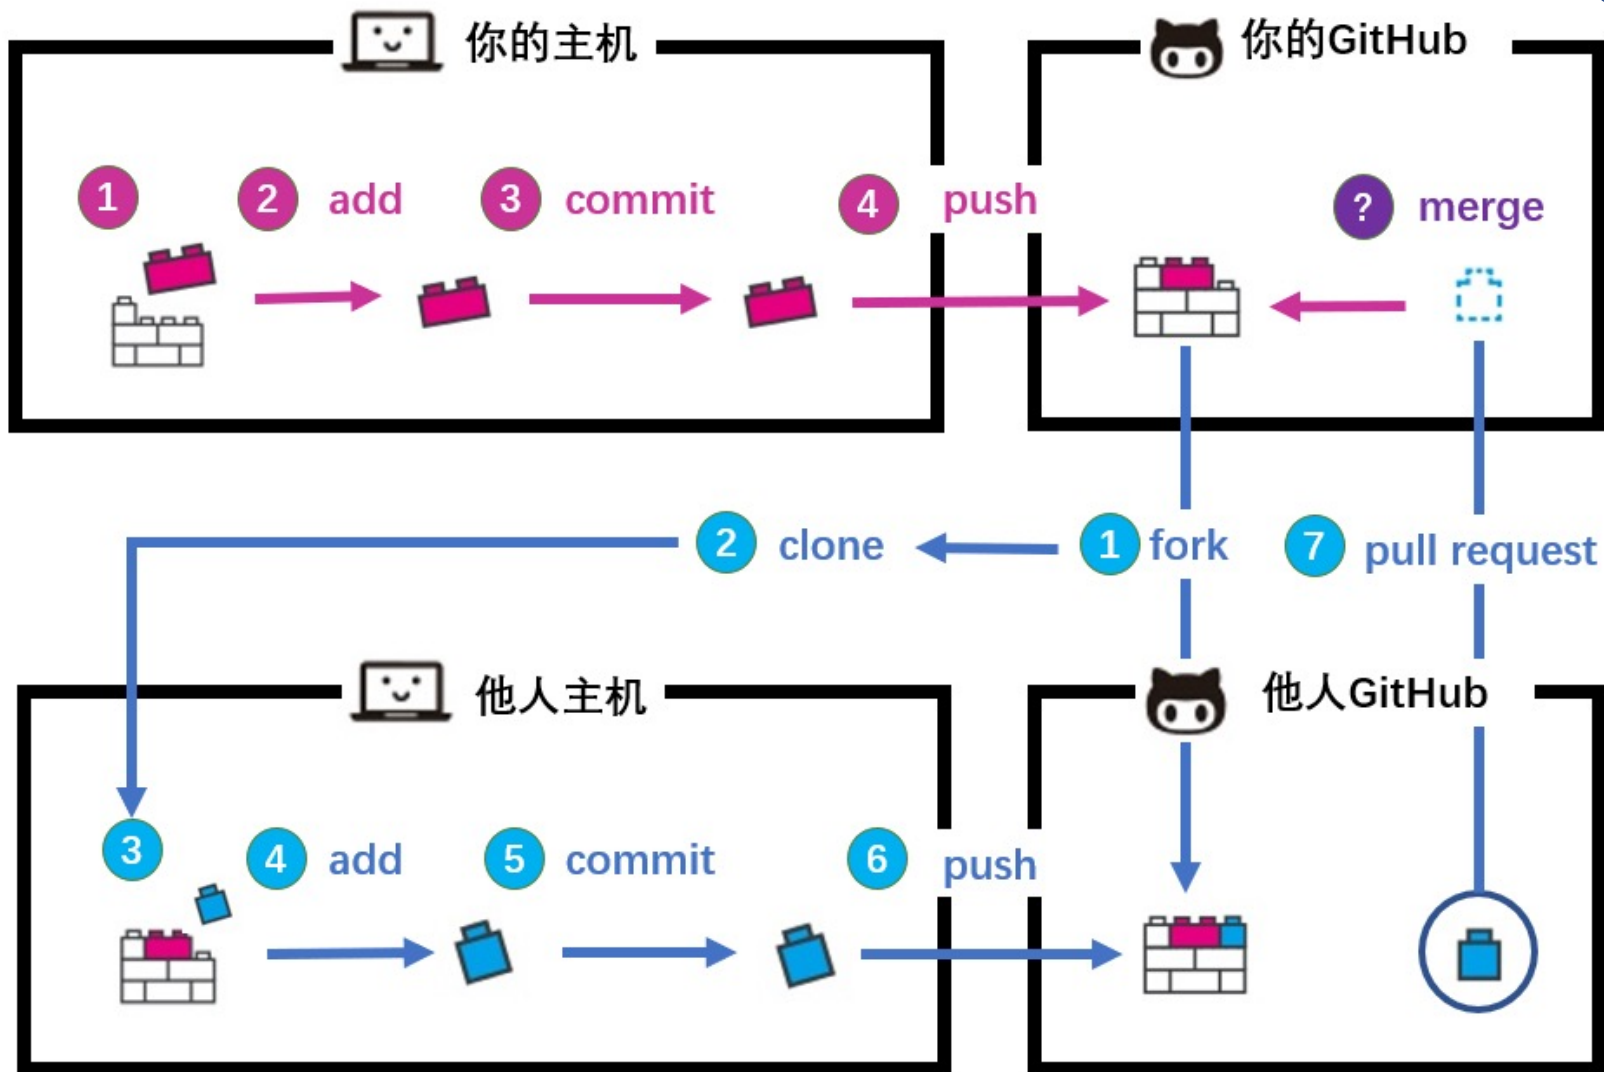 你的主机
你的GitHub
1
2 add
3 commit
4 push
? merge
2 clone
1 fork
7 pull request
他人主机
他人GitHub
3
4 add
5 commit
6 push